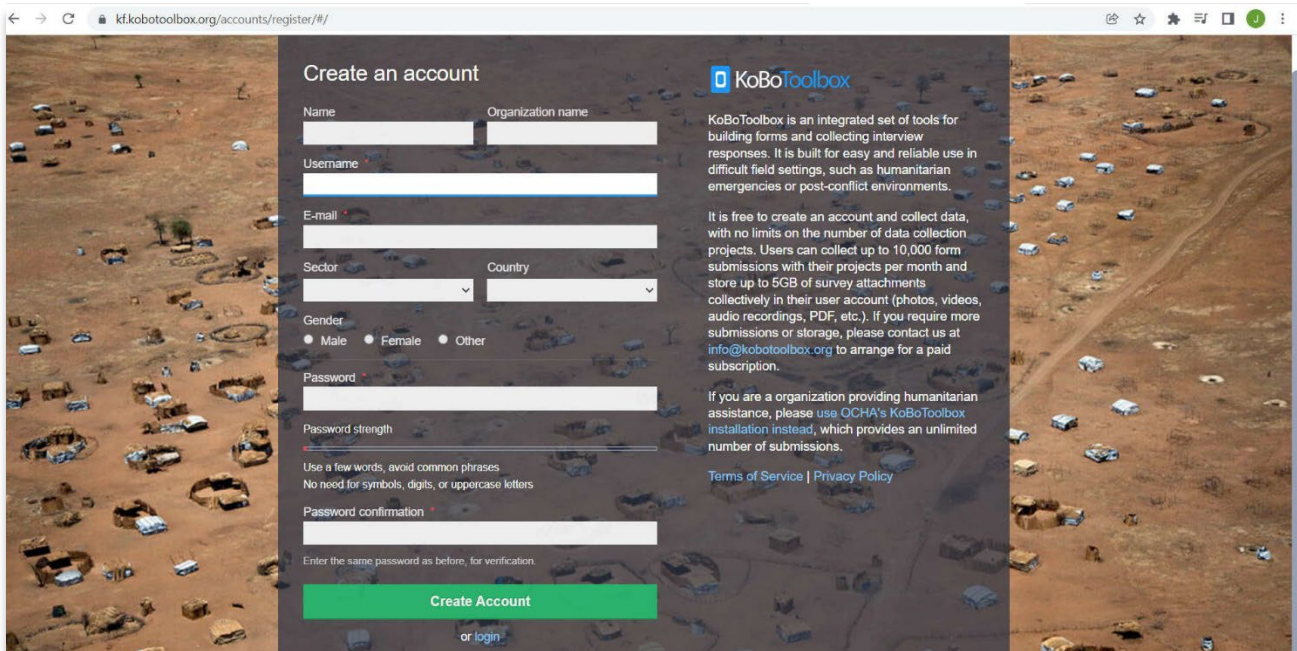 kf.kobotoolbox.org/accounts/register/#/
J
Create an account
Name
Organization name
Username *
E-mail *
Sector
Country
Gender
Male
Female
Other
Password *
Password strength
Use a few words, avoid common phrases
No need for symbols, digits, or uppercase letters
Password confirmation *
Enter the same password as before, for verification.
Create Account
or login
KoBoToolbox
KoBoToolbox is an integrated set of tools for
building forms and collecting interview
responses. It is built for easy and reliable use in
difficult field settings, such as humanitarian
emergencies or post-conflict environments.
It is free to create an account and collect data,
with no limits on the number of data collection
projects. Users can collect up to 10,000 form
submissions with their projects per month and
store up to 5GB of survey attachments
collectively in their user account (photos, videos,
audio recordings, PDF, etc.). If you require more
submissions or storage, please contact us at
info@kobotoolbox.org to arrange for a paid
subscription.
If you are a organization providing humanitarian
assistance, please use OCHA's KoBoToolbox
installation instead, which provides an unlimited
number of submissions.
Terms of Service | Privacy Policy